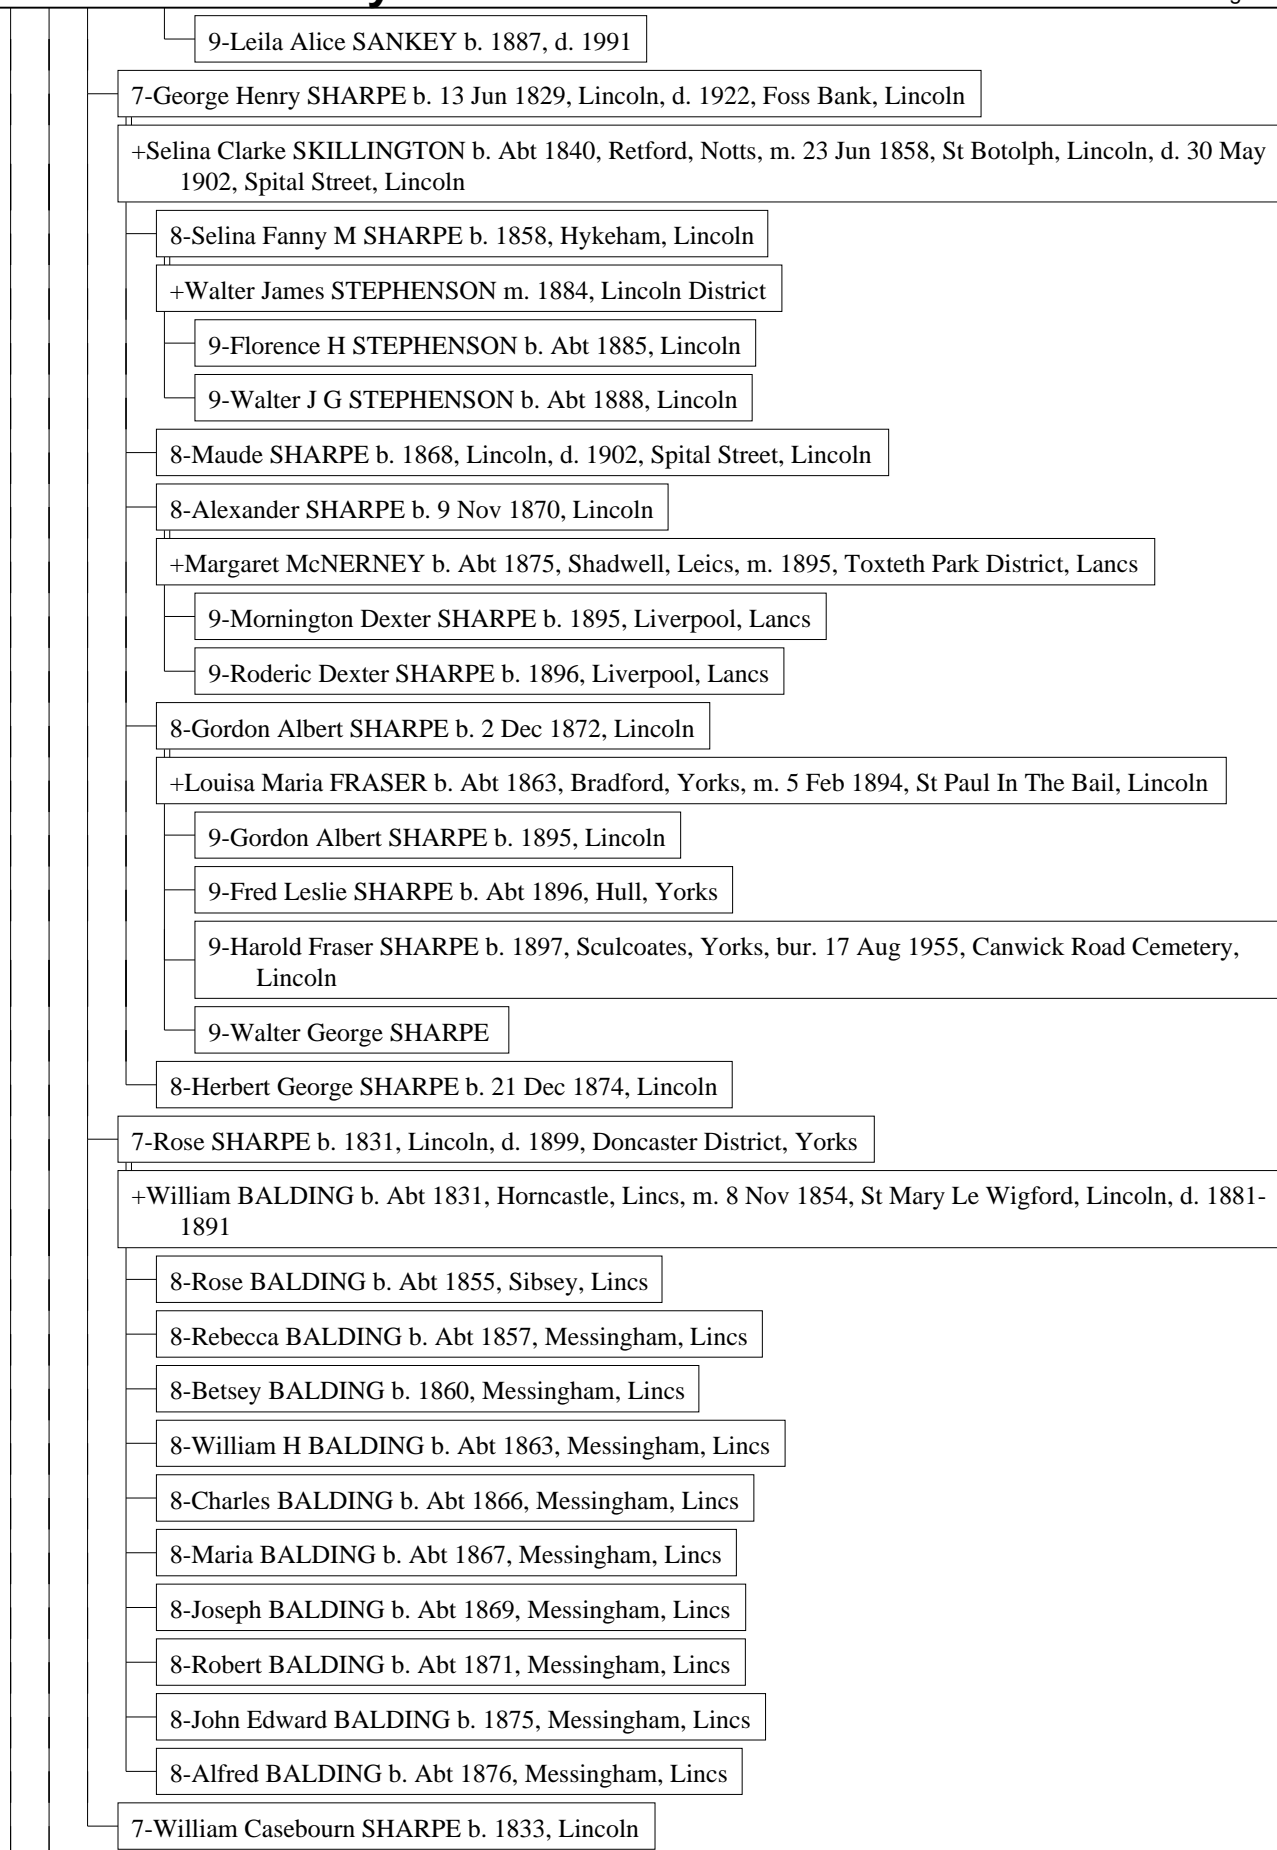 9-Leila Alice SANKEY b. 1887, d. 1991
7-George Henry SHARPE b. 13 Jun 1829, Lincoln, d. 1922, Foss Bank, Lincoln
+Selina Clarke SKILLINGTON b. Abt 1840, Retford, Notts, m. 23 Jun 1858, St Botolph, Lincoln, d. 30 May
1902, Spital Street, Lincoln
8-Selina Fanny M SHARPE b. 1858, Hykeham, Lincoln
+Walter James STEPHENSON m. 1884, Lincoln District
9-Florence H STEPHENSON b. Abt 1885, Lincoln
9-Walter J G STEPHENSON b. Abt 1888, Lincoln
8-Maude SHARPE b. 1868, Lincoln, d. 1902, Spital Street, Lincoln
8-Alexander SHARPE b. 9 Nov 1870, Lincoln
+Margaret McNERNEY b. Abt 1875, Shadwell, Leics, m. 1895, Toxteth Park District, Lancs
9-Mornington Dexter SHARPE b. 1895, Liverpool, Lancs
9-Roderic Dexter SHARPE b. 1896, Liverpool, Lancs
8-Gordon Albert SHARPE b. 2 Dec 1872, Lincoln
+Louisa Maria FRASER b. Abt 1863, Bradford, Yorks, m. 5 Feb 1894, St Paul In The Bail, Lincoln
9-Gordon Albert SHARPE b. 1895, Lincoln
9-Fred Leslie SHARPE b. Abt 1896, Hull, Yorks
9-Harold Fraser SHARPE b. 1897, Sculcoates, Yorks, bur. 17 Aug 1955, Canwick Road Cemetery,
Lincoln
9-Walter George SHARPE
8-Herbert George SHARPE b. 21 Dec 1874, Lincoln
7-Rose SHARPE b. 1831, Lincoln, d. 1899, Doncaster District, Yorks
+William BALDING b. Abt 1831, Horncastle, Lincs, m. 8 Nov 1854, St Mary Le Wigford, Lincoln, d. 1881-
1891
8-Rose BALDING b. Abt 1855, Sibsey, Lincs
8-Rebecca BALDING b. Abt 1857, Messingham, Lincs
8-Betsey BALDING b. 1860, Messingham, Lincs
8-William H BALDING b. Abt 1863, Messingham, Lincs
8-Charles BALDING b. Abt 1866, Messingham, Lincs
8-Maria BALDING b. Abt 1867, Messingham, Lincs
8-Joseph BALDING b. Abt 1869, Messingham, Lincs
8-Robert BALDING b. Abt 1871, Messingham, Lincs
8-John Edward BALDING b. 1875, Messingham, Lincs
8-Alfred BALDING b. Abt 1876, Messingham, Lincs
7-William Casebourn SHARPE b. 1833, Lincoln